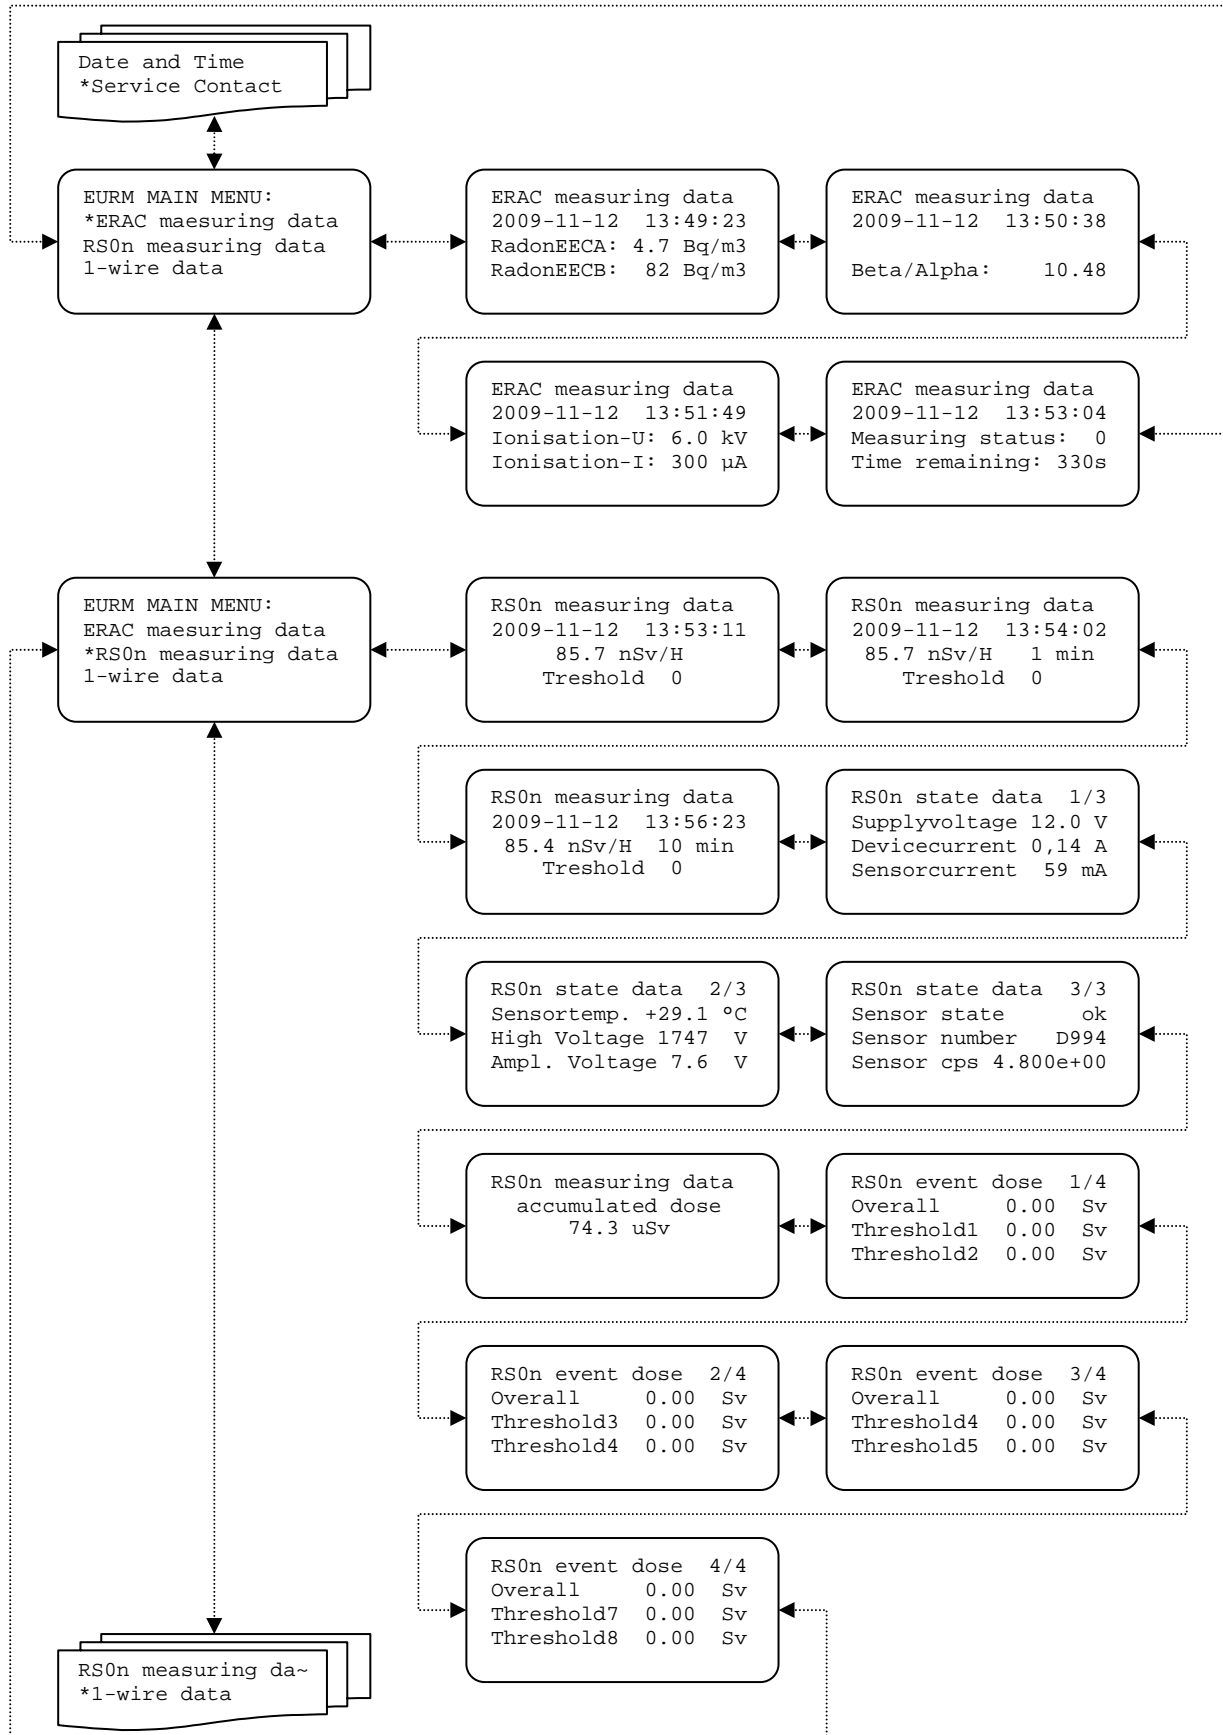 Date and Time
*Service Contact
EURM MAIN MENU:
*ERAC maesuring data
RS0n measuring data
1-wire data
ERAC measuring data
2009-11-12 13:49:23
RadonEECA: 4.7 Bq/m3
RadonEECB: 82 Bq/m3
ERAC measuring data
2009-11-12 13:50:38
Beta/Alpha: 10.48
ERAC measuring data
2009-11-12 13:51:49
Ionisation-U: 6.0 kV
Ionisation-I: 300 µA
ERAC measuring data
2009-11-12 13:53:04
Measuring status: 0
Time remaining: 330s
EURM MAIN MENU:
ERAC maesuring data
*RS0n measuring data
1-wire data
RS0n measuring data
2009-11-12 13:53:11
85.7 nSv/H
Treshold 0
RS0n measuring data
2009-11-12 13:54:02
85.7 nSv/H 1 min
Treshold 0
RS0n measuring data
2009-11-12 13:56:23
85.4 nSv/H 10 min
Treshold 0
RS0n state data 1/3
Supplyvoltage 12.0 V
Devicecurrent 0,14 A
Sensorcurrent 59 mA
RS0n state data 2/3
Sensortemp. +29.1 °C
High Voltage 1747 V
Ampl. Voltage 7.6 V
RS0n state data 3/3
Sensor state ok
Sensor number D994
Sensor cps 4.800e+00
RS0n measuring data
accumulated dose
74.3 uSv
RS0n event dose 1/4
Overall 0.00 Sv
Threshold1 0.00 Sv
Threshold2 0.00 Sv
RS0n event dose 2/4
Overall 0.00 Sv
Threshold3 0.00 Sv
Threshold4 0.00 Sv
RS0n event dose 3/4
Overall 0.00 Sv
Threshold4 0.00 Sv
Threshold5 0.00 Sv
RS0n event dose 4/4
Overall 0.00 Sv
Threshold7 0.00 Sv
Threshold8 0.00 Sv
RS0n measuring da~
*1-wire data